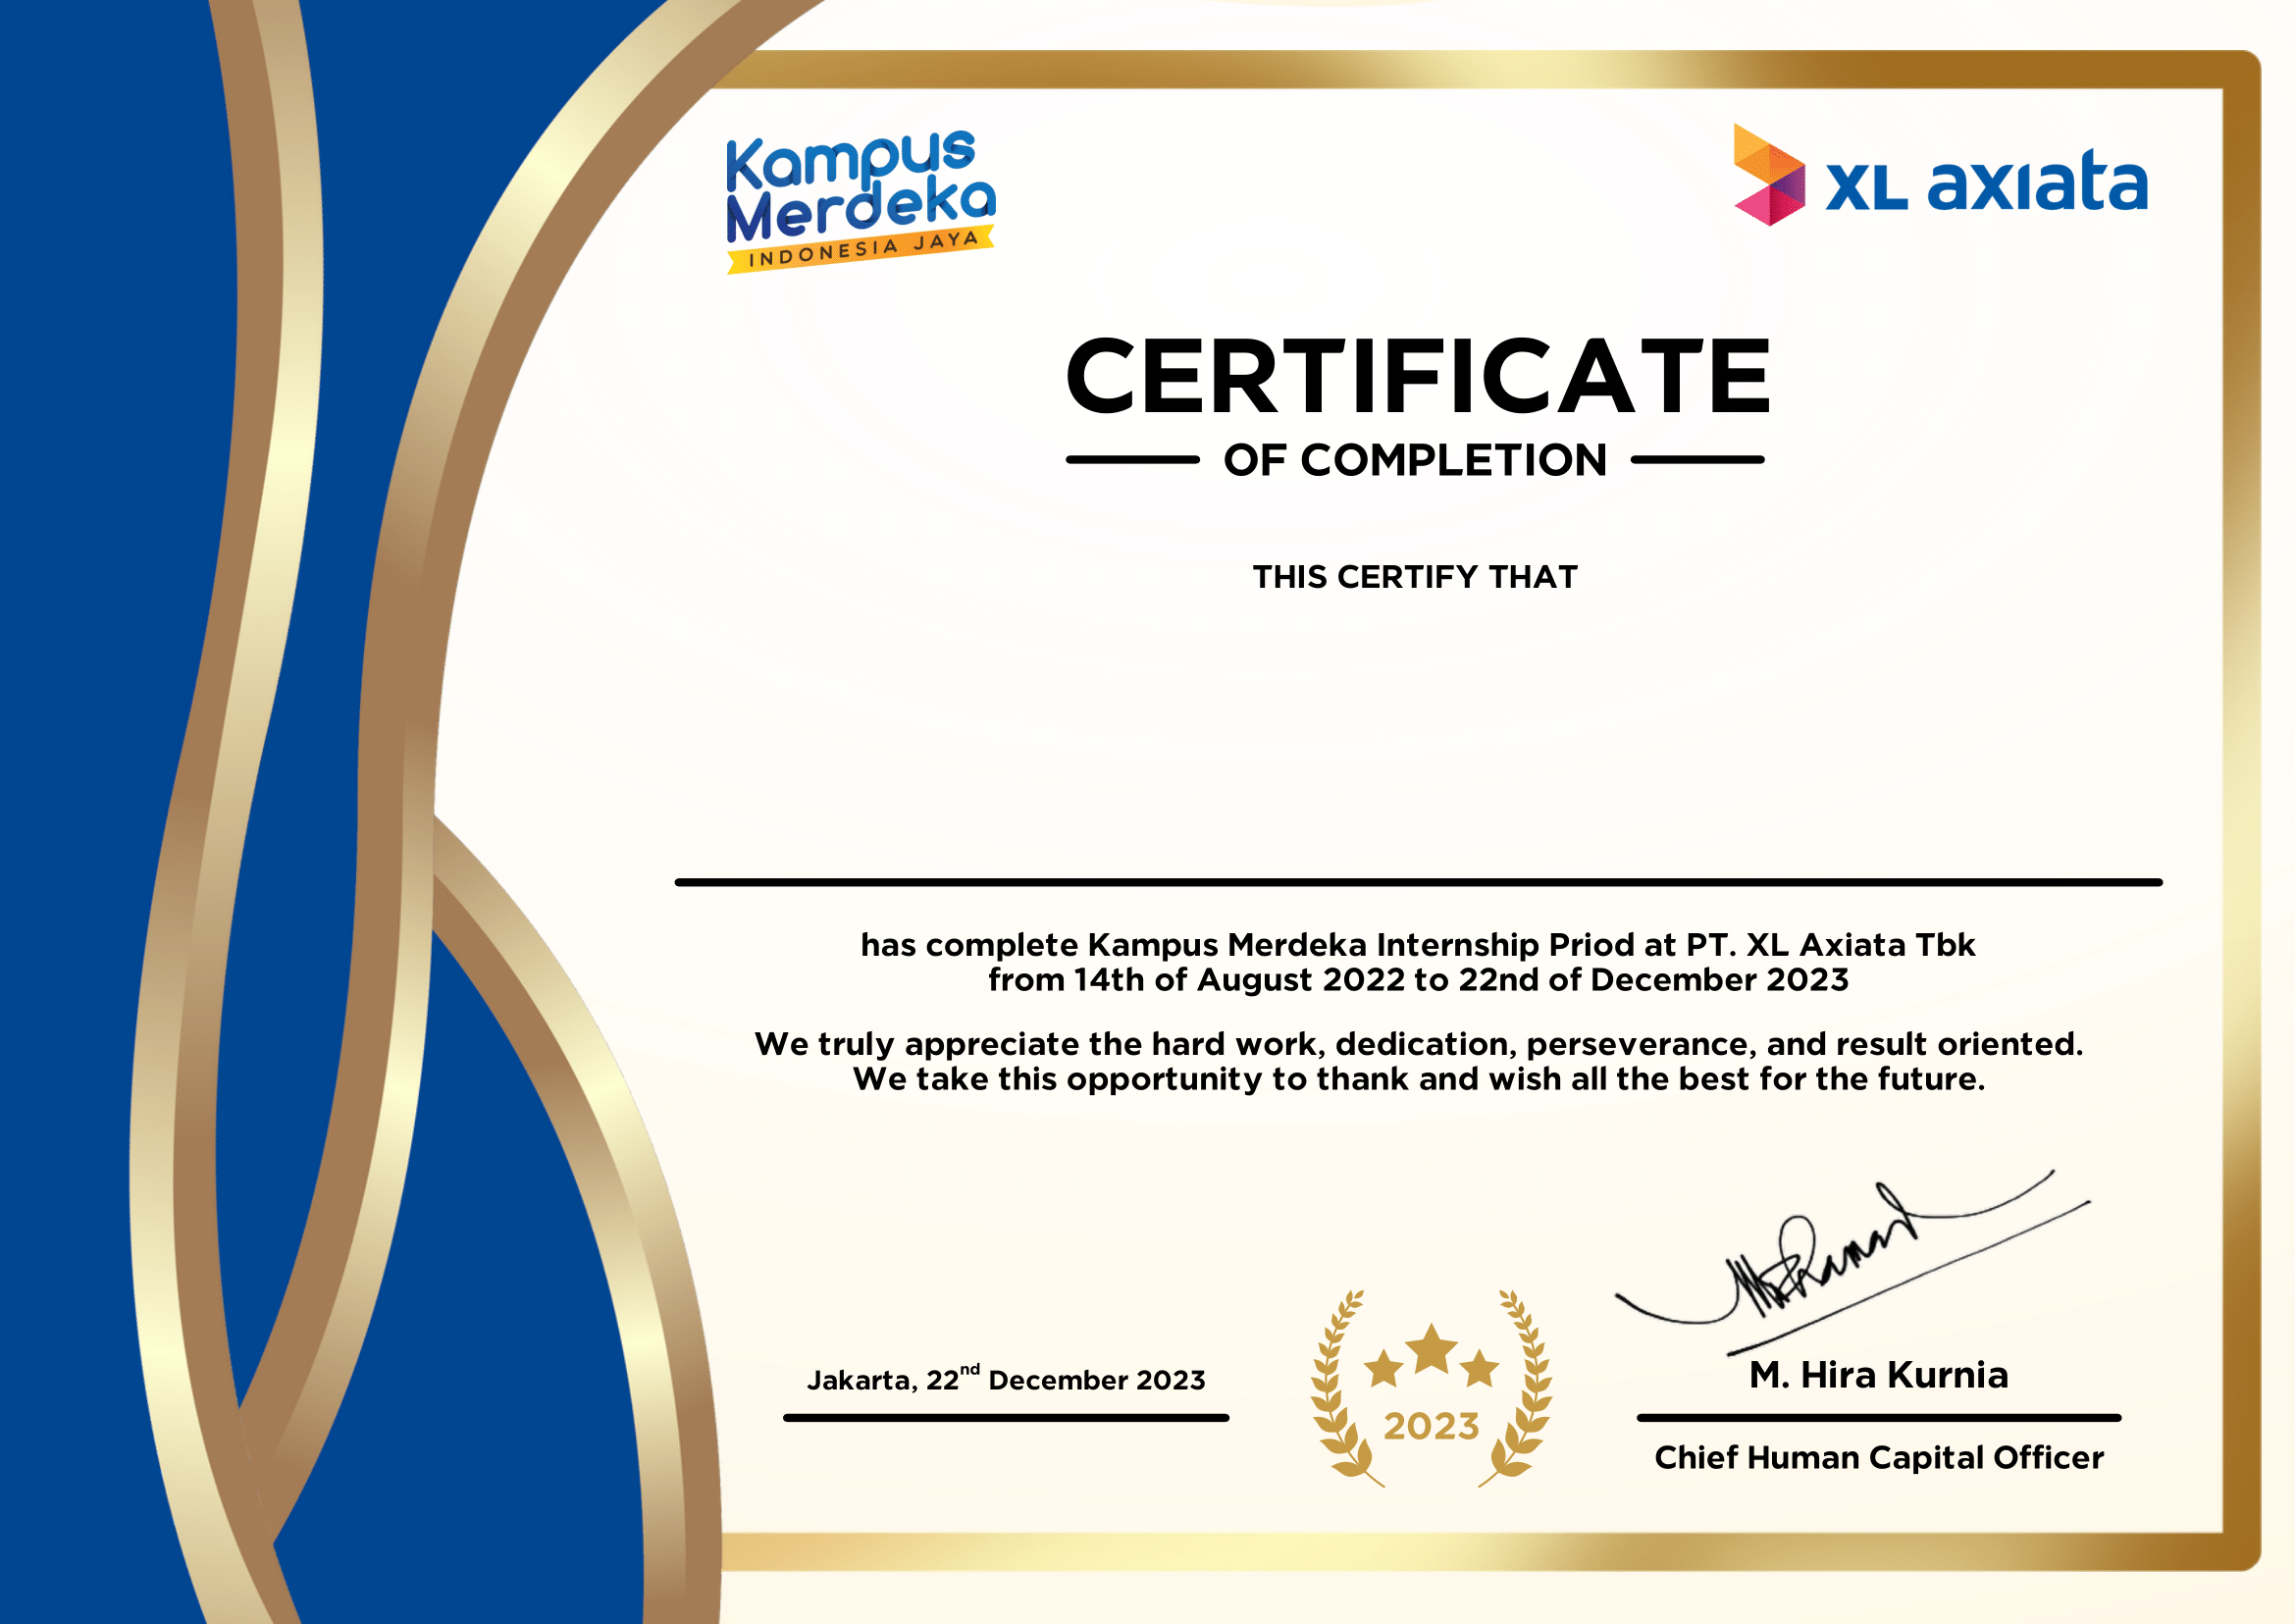 Kampus
Merdeka
INDONESIA JAYA
XL axiata
CERTIFICATE
OF COMPLETION
THIS CERTIFY THAT
has complete Kampus Merdeka Internship Priod at PT. XL Axiata Tbk
from 14th of August 2022 to 22nd of December 2023
We truly appreciate the hard work, dedication, perseverance, and result oriented.
We take this opportunity to thank and wish all the best for the future.
Jakarta, 22nd December 2023
2023
M. Hira Kurnia
Chief Human Capital Officer